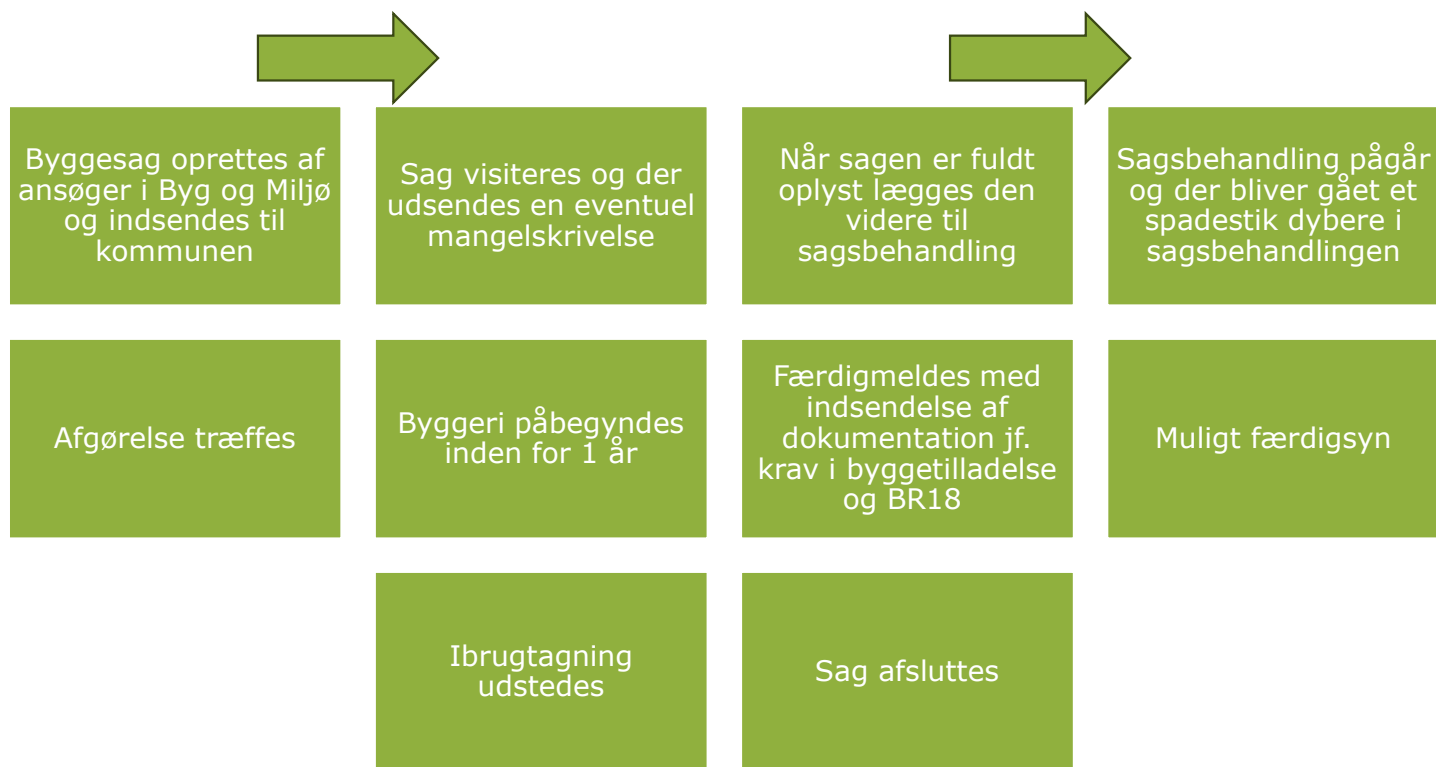 Byggesag oprettes af
ansøger i Byg og Miljø
og indsendes til
kommunen
Sag visiteres og der
udsendes en eventuel
mangelskrivelse
Når sagen er fuldt
oplyst lægges den
videre til
sagsbehandling
Sagsbehandling pågår
og der bliver gået et
spadestik dybere i
sagsbehandlingen
Afgørelse træffes
Byggeri påbegyndes
inden for 1 år
Færdigmeldes med
indsendelse af
dokumentation jf.
krav i byggetilladelse
og BR18
Muligt færdigsyn
Ibrugtagning
udstedes
Sag afsluttes